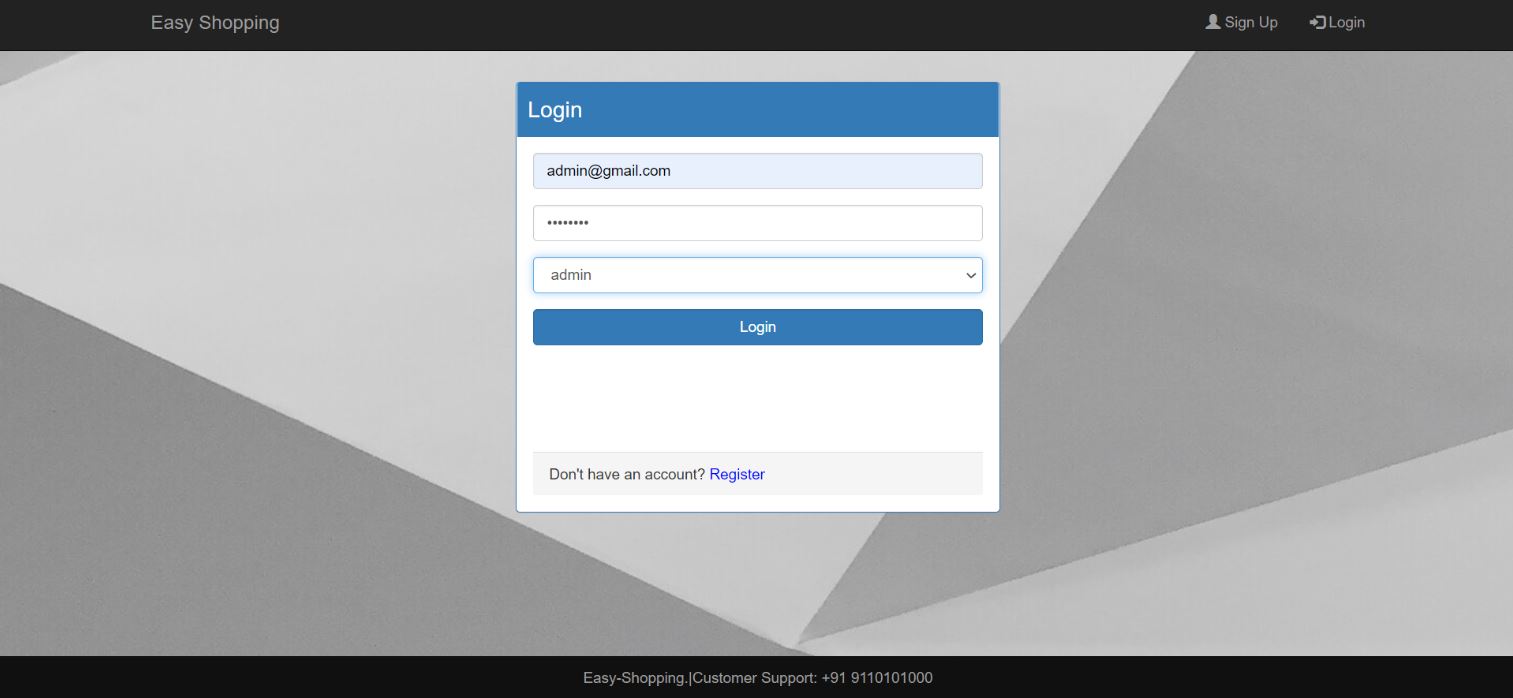 Easy Shopping
Sign Up
Login
Login
admin@gmail.com
••••••••
admin
Login
Don't have an account? Register
Easy-Shopping.|Customer Support: +91 9110101000